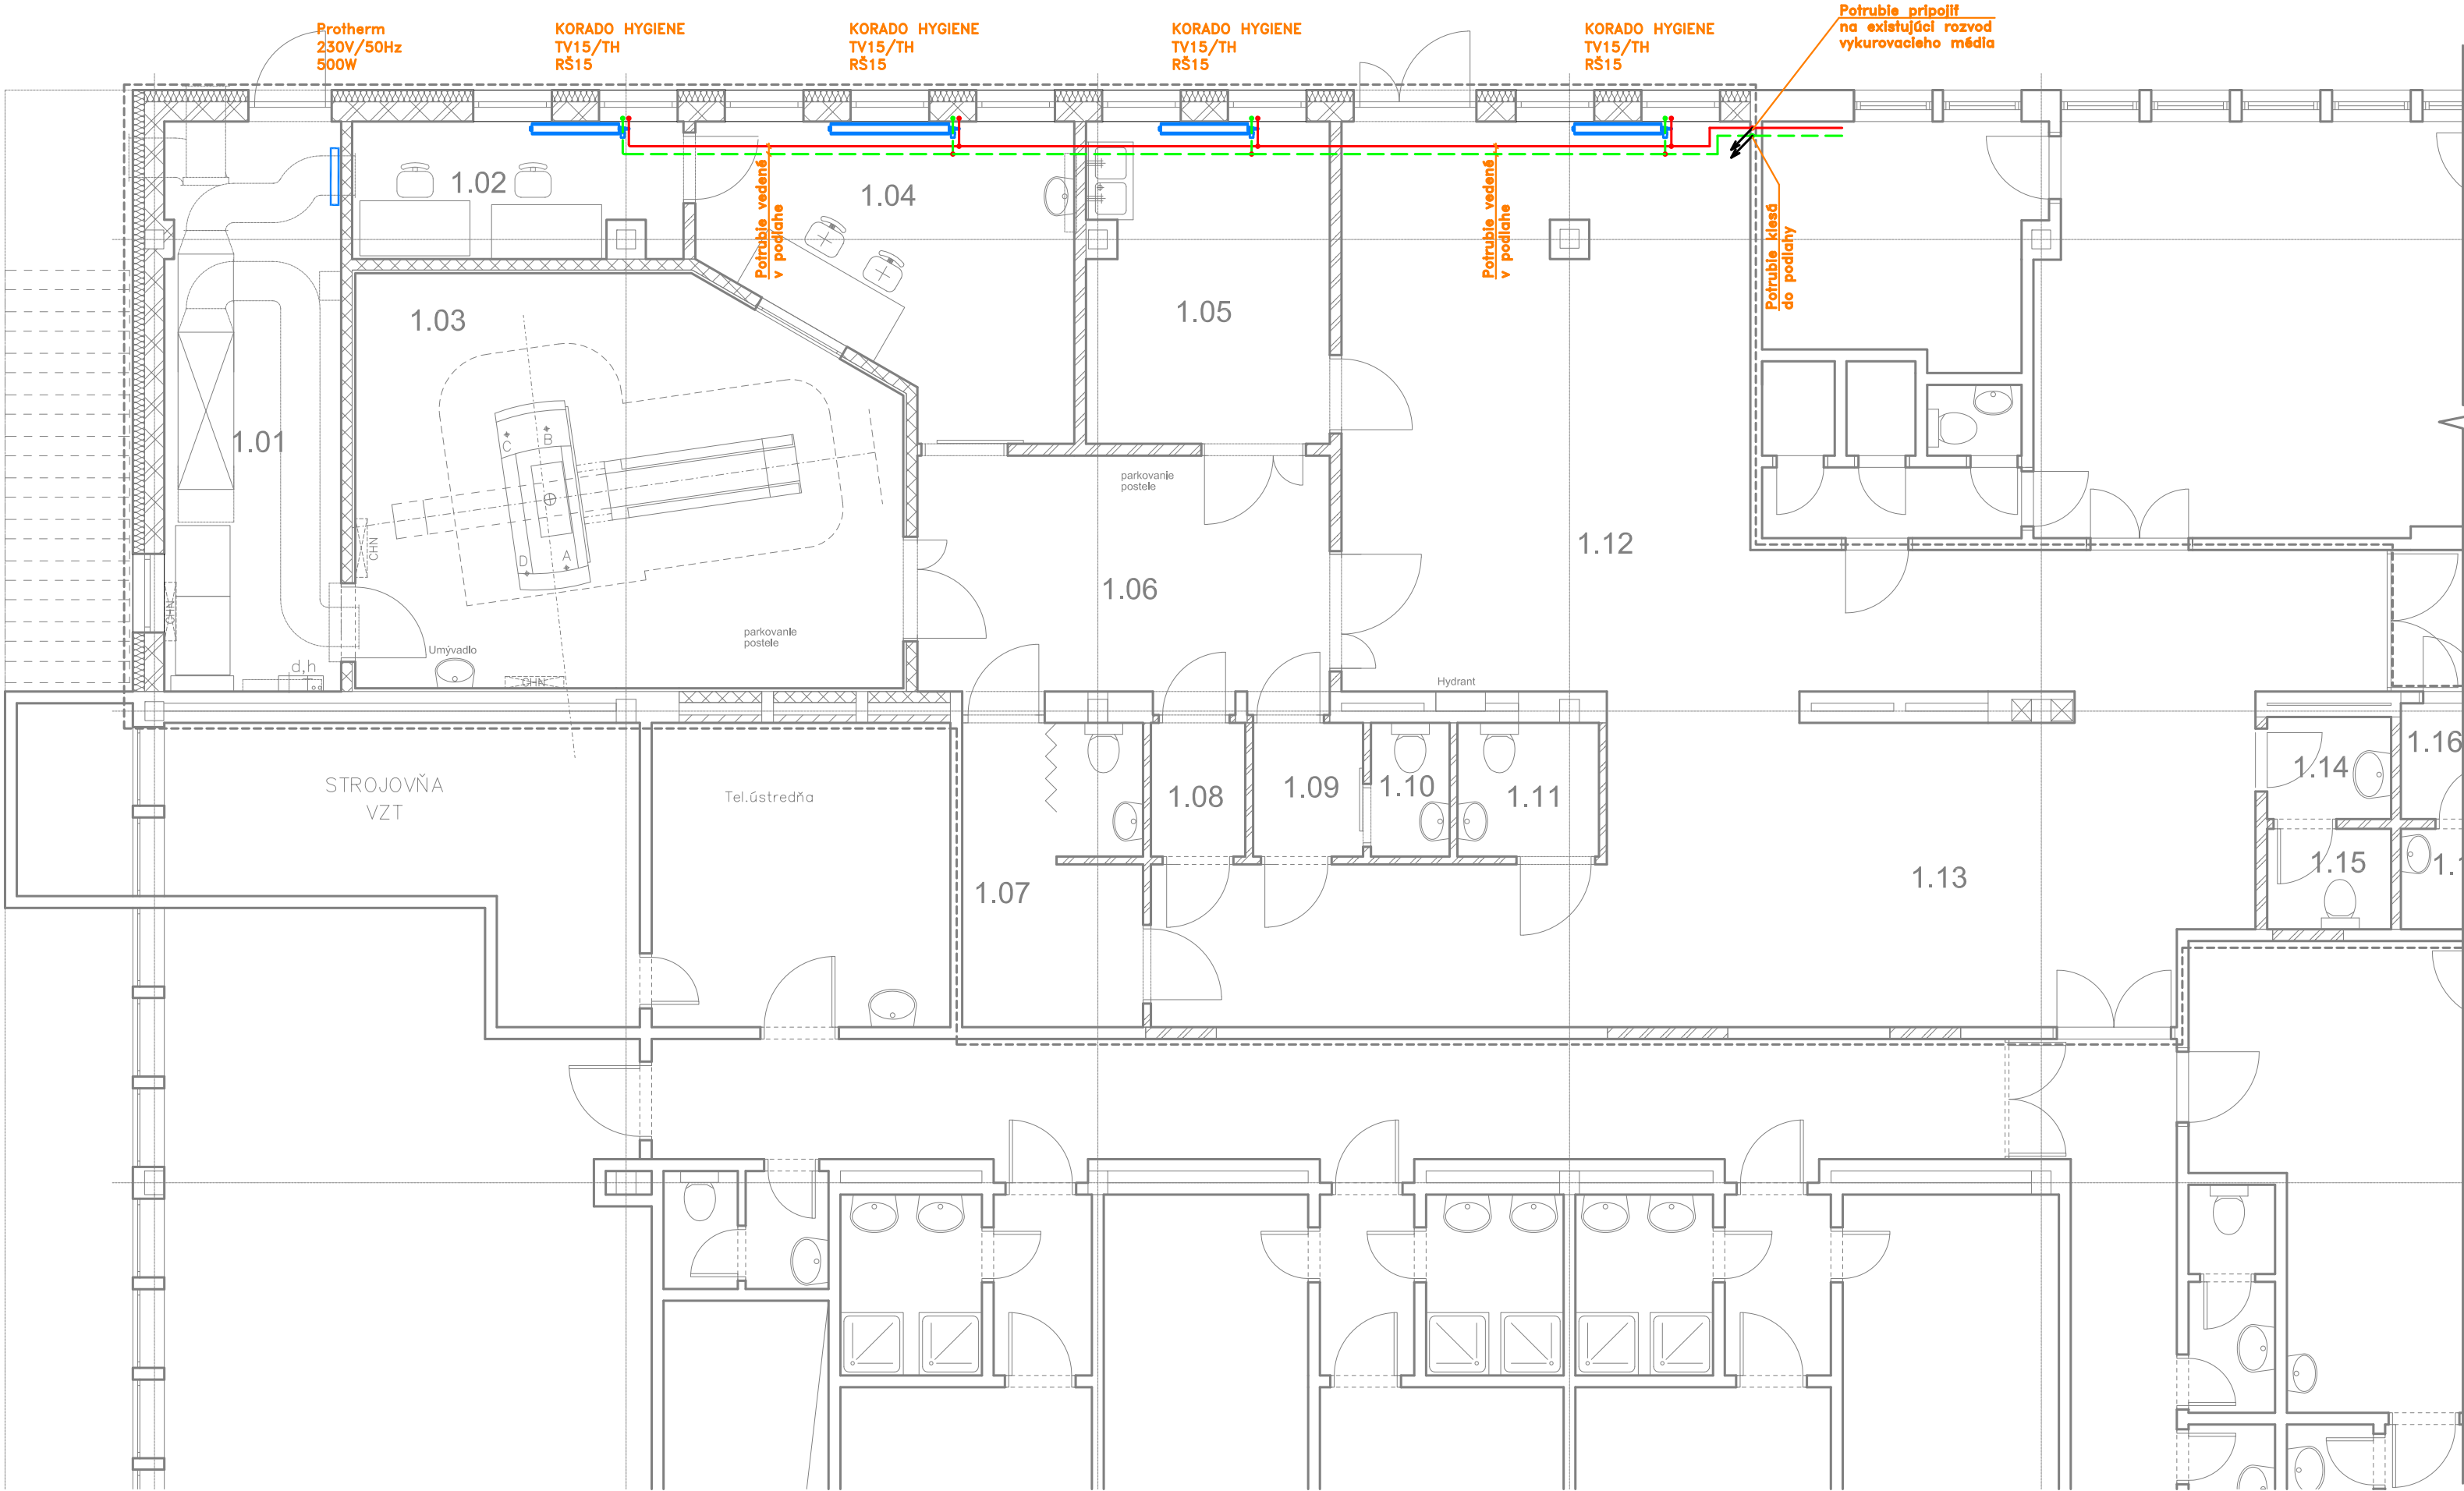 Protherm
230V/50Hz
500W
KORADO HYGIENE
TV15/TH
RŠ15
KORADO HYGIENE
TV15/TH
RŠ15
KORADO HYGIENE
TV15/TH
RŠ15
KORADO HYGIENE
TV15/TH
RŠ15
Potrubie pripojiť
na existujúci rozvod
vykurovacieho média
1.02
1.04
Potrubie vedené
v podlahe
Potrubie vedené
v podlahe
Potrubie klesá
do podlahy
1.03
1.05
1.01
C
B
D
A
CHN
CHN
CHN
parkovanie
postele
1.12
1.06
parkovanie
postele
Umývadlo
d,h
Hydrant
STROJOVŇA
VZT
Tel.ústredňa
1.08
1.09
1.10
1.11
1.14
1.16
1.07
1.13
1.15
1.